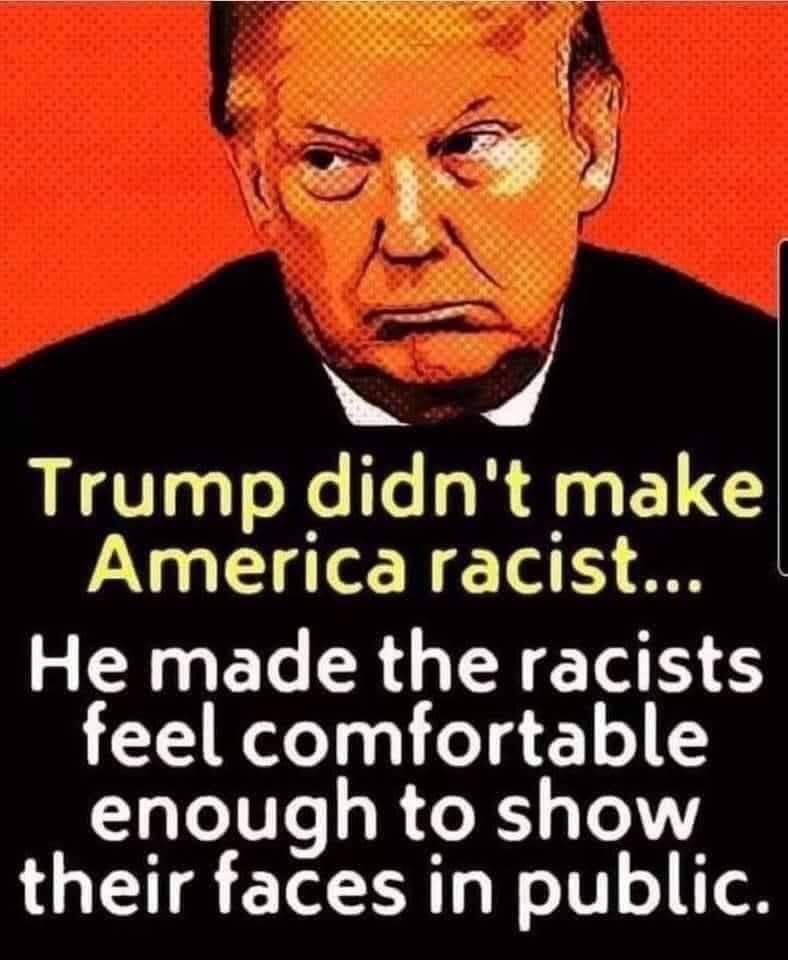 Trump didn't make
America racist...
He made the racists
feel comfortable
enough to show
their faces in public.